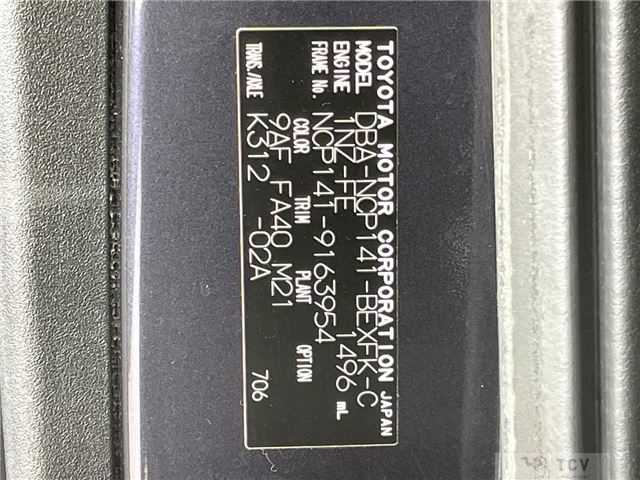 TOYOTA MOTOR CORPORATION JAPAN
MODEL DBA-NCP141-BEXFK-C
ENGINE 1NZ-FE 1496 mL
FRAME No. NCP141-9163954
COLOR TRIM PLANT OPTION
9AF FA40 M21
TRANS./AXLE K312 -02A
706
TCV